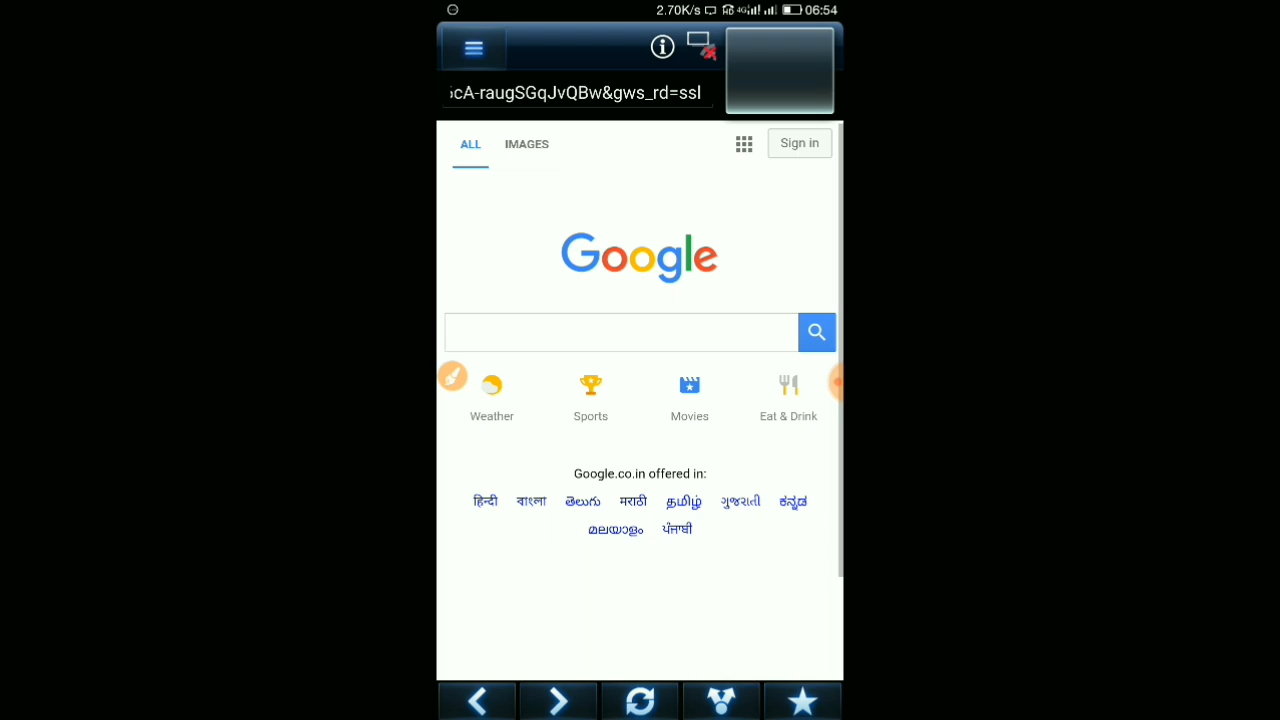 2.70K/s 4G 06:54
cA-raugSGqJvQBw&gws_rd=ssl
ALL IMAGES Sign in
Google
Weather Sports Movies Eat & Drink
Google.co.in offered in:
हिन्दी বাংলা తెలుగు मराठी தமிழ் ગુજરાતી ಕನ್ನಡ
മലയാളം ਪੰਜਾਬੀ